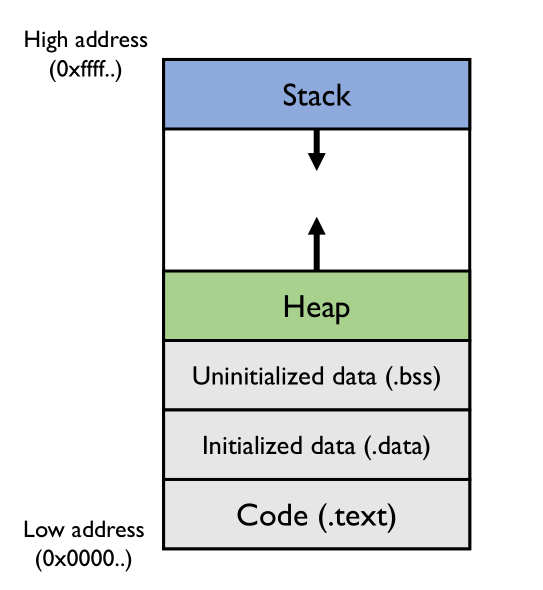 High address
(0xffff..)
Stack
Heap
Uninitialized data (.bss)
Initialized data (.data)
Code (.text)
Low address
(0x0000..)